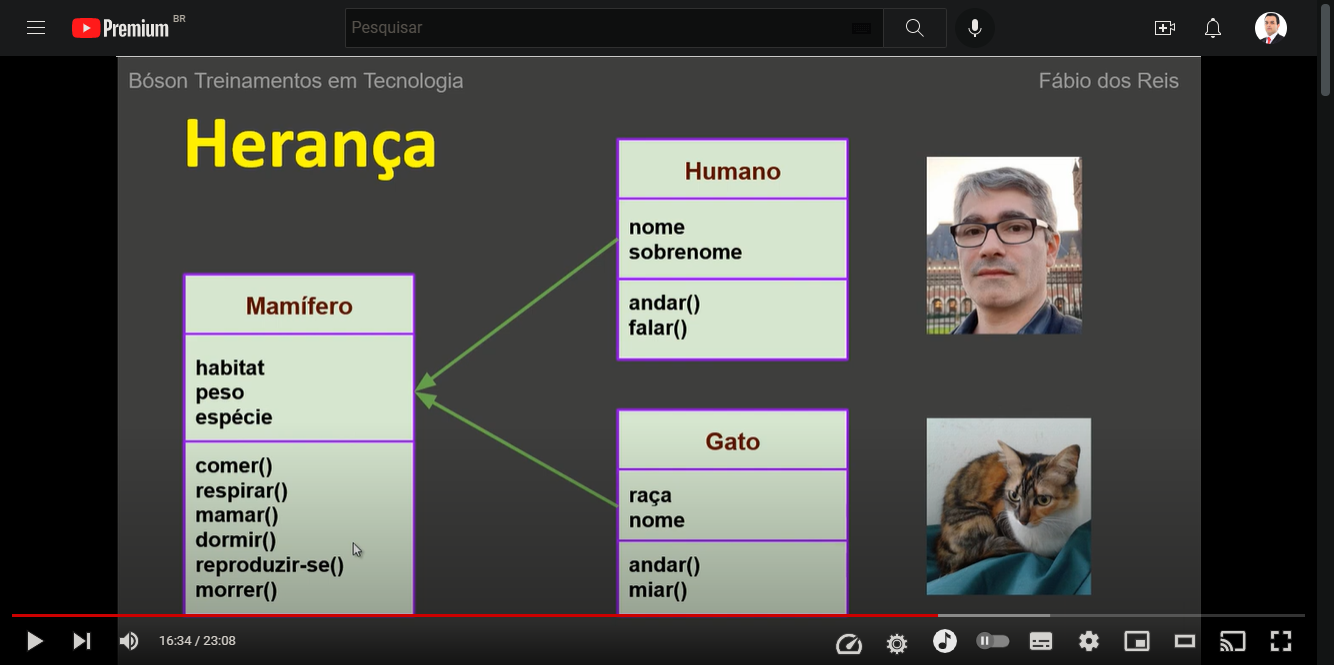 Premium BR
Pesquisar
Bóson Treinamentos em Tecnologia
Fábio dos Reis
Herança
Humano
nome
sobrenome
andar()
falar()
Mamífero
habitat
peso
espécie
comer()
respirar()
mamar()
dormir()
reproduzir-se()
morrer()
Gato
raça
nome
andar()
miar()
16:34 / 23:08